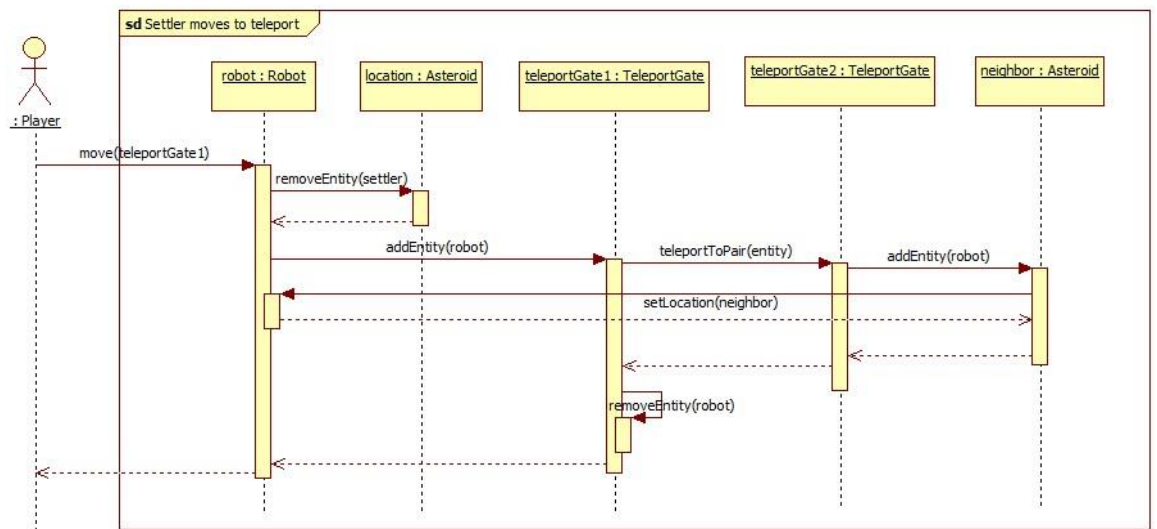 sd Settler moves to teleport
robot : Robot
location : Asteroid
teleportGate1 : TeleportGate
teleportGate2 : TeleportGate
neighbor : Asteroid
: Player
move(teleportGate1)
removeEntity(settler)
addEntity(robot)
teleportToPair(entity)
addEntity(robot)
setLocation(neighbor)
removeEntity(robot)